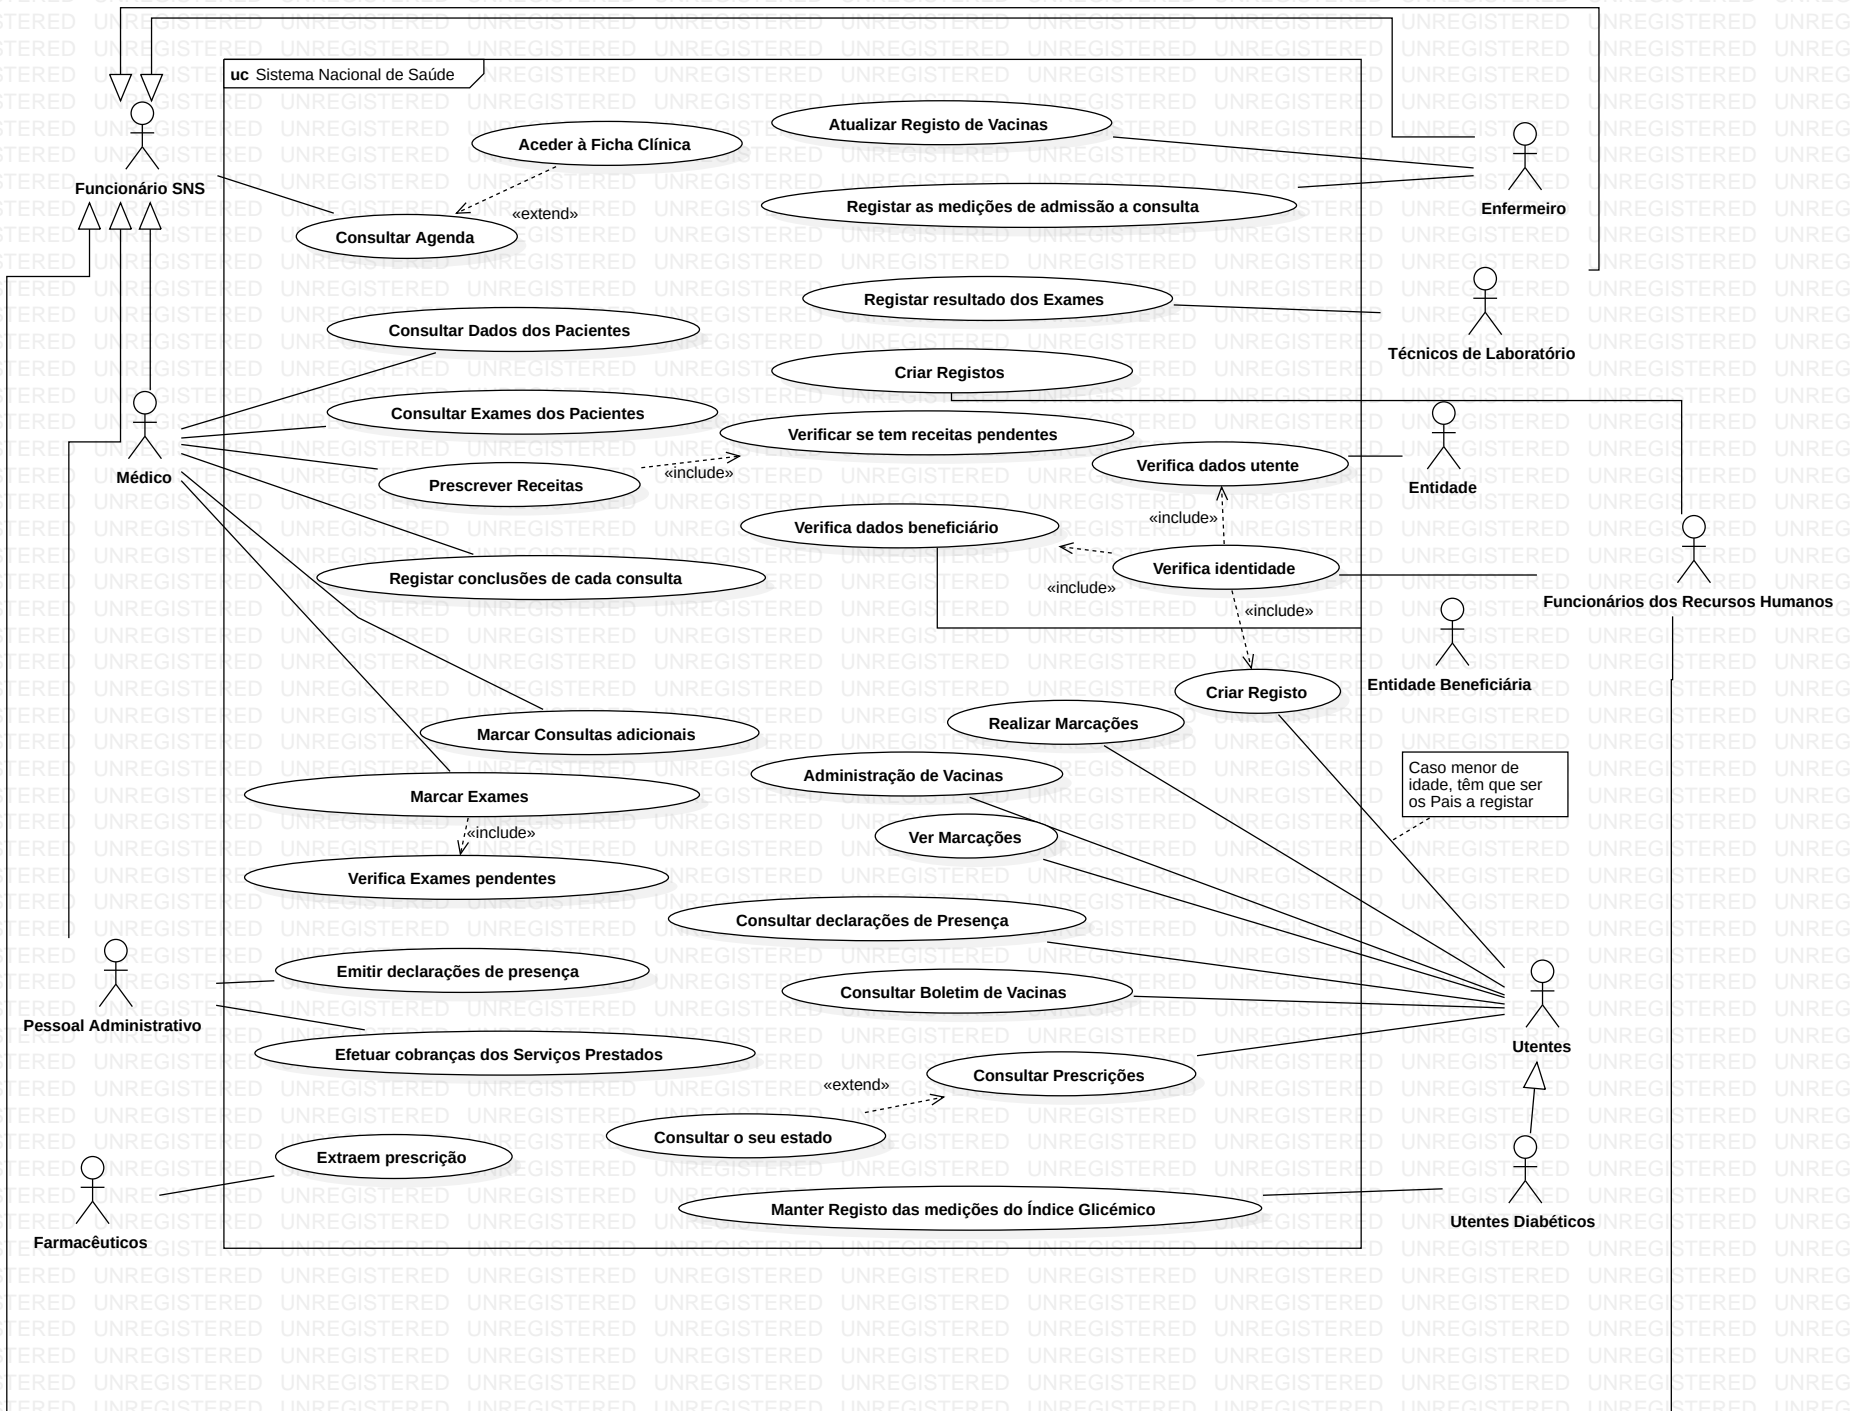 uc Sistema Nacional de Saúde
Atualizar Registo de Vacinas
Aceder à Ficha Clínica
Funcionário SNS
«extend»
Registar as medições de admissão a consulta
Enfermeiro
Consultar Agenda
Registar resultado dos Exames
Consultar Dados dos Pacientes
Técnicos de Laboratório
Criar Registos
Consultar Exames dos Pacientes
Verificar se tem receitas pendentes
Médico
«include»
Verifica dados utente
Prescrever Receitas
Entidade
Verifica dados beneficiário
«include»
Registar conclusões de cada consulta
Verifica identidade
«include»
«include»
Funcionários dos Recursos Humanos
Entidade Beneficiária
Criar Registo
Realizar Marcações
Marcar Consultas adicionais
Administração de Vacinas
Caso menor de
idade, têm que ser
os Pais a registar
Marcar Exames
«include»
Ver Marcações
Verifica Exames pendentes
Consultar declarações de Presença
Emitir declarações de presença
Consultar Boletim de Vacinas
Pessoal Administrativo
Efetuar cobranças dos Serviços Prestados
Utentes
«extend»
Consultar Prescrições
Consultar o seu estado
Extraem prescrição
Manter Registo das medições do Índice Glicémico
Utentes Diabéticos
Farmacêuticos